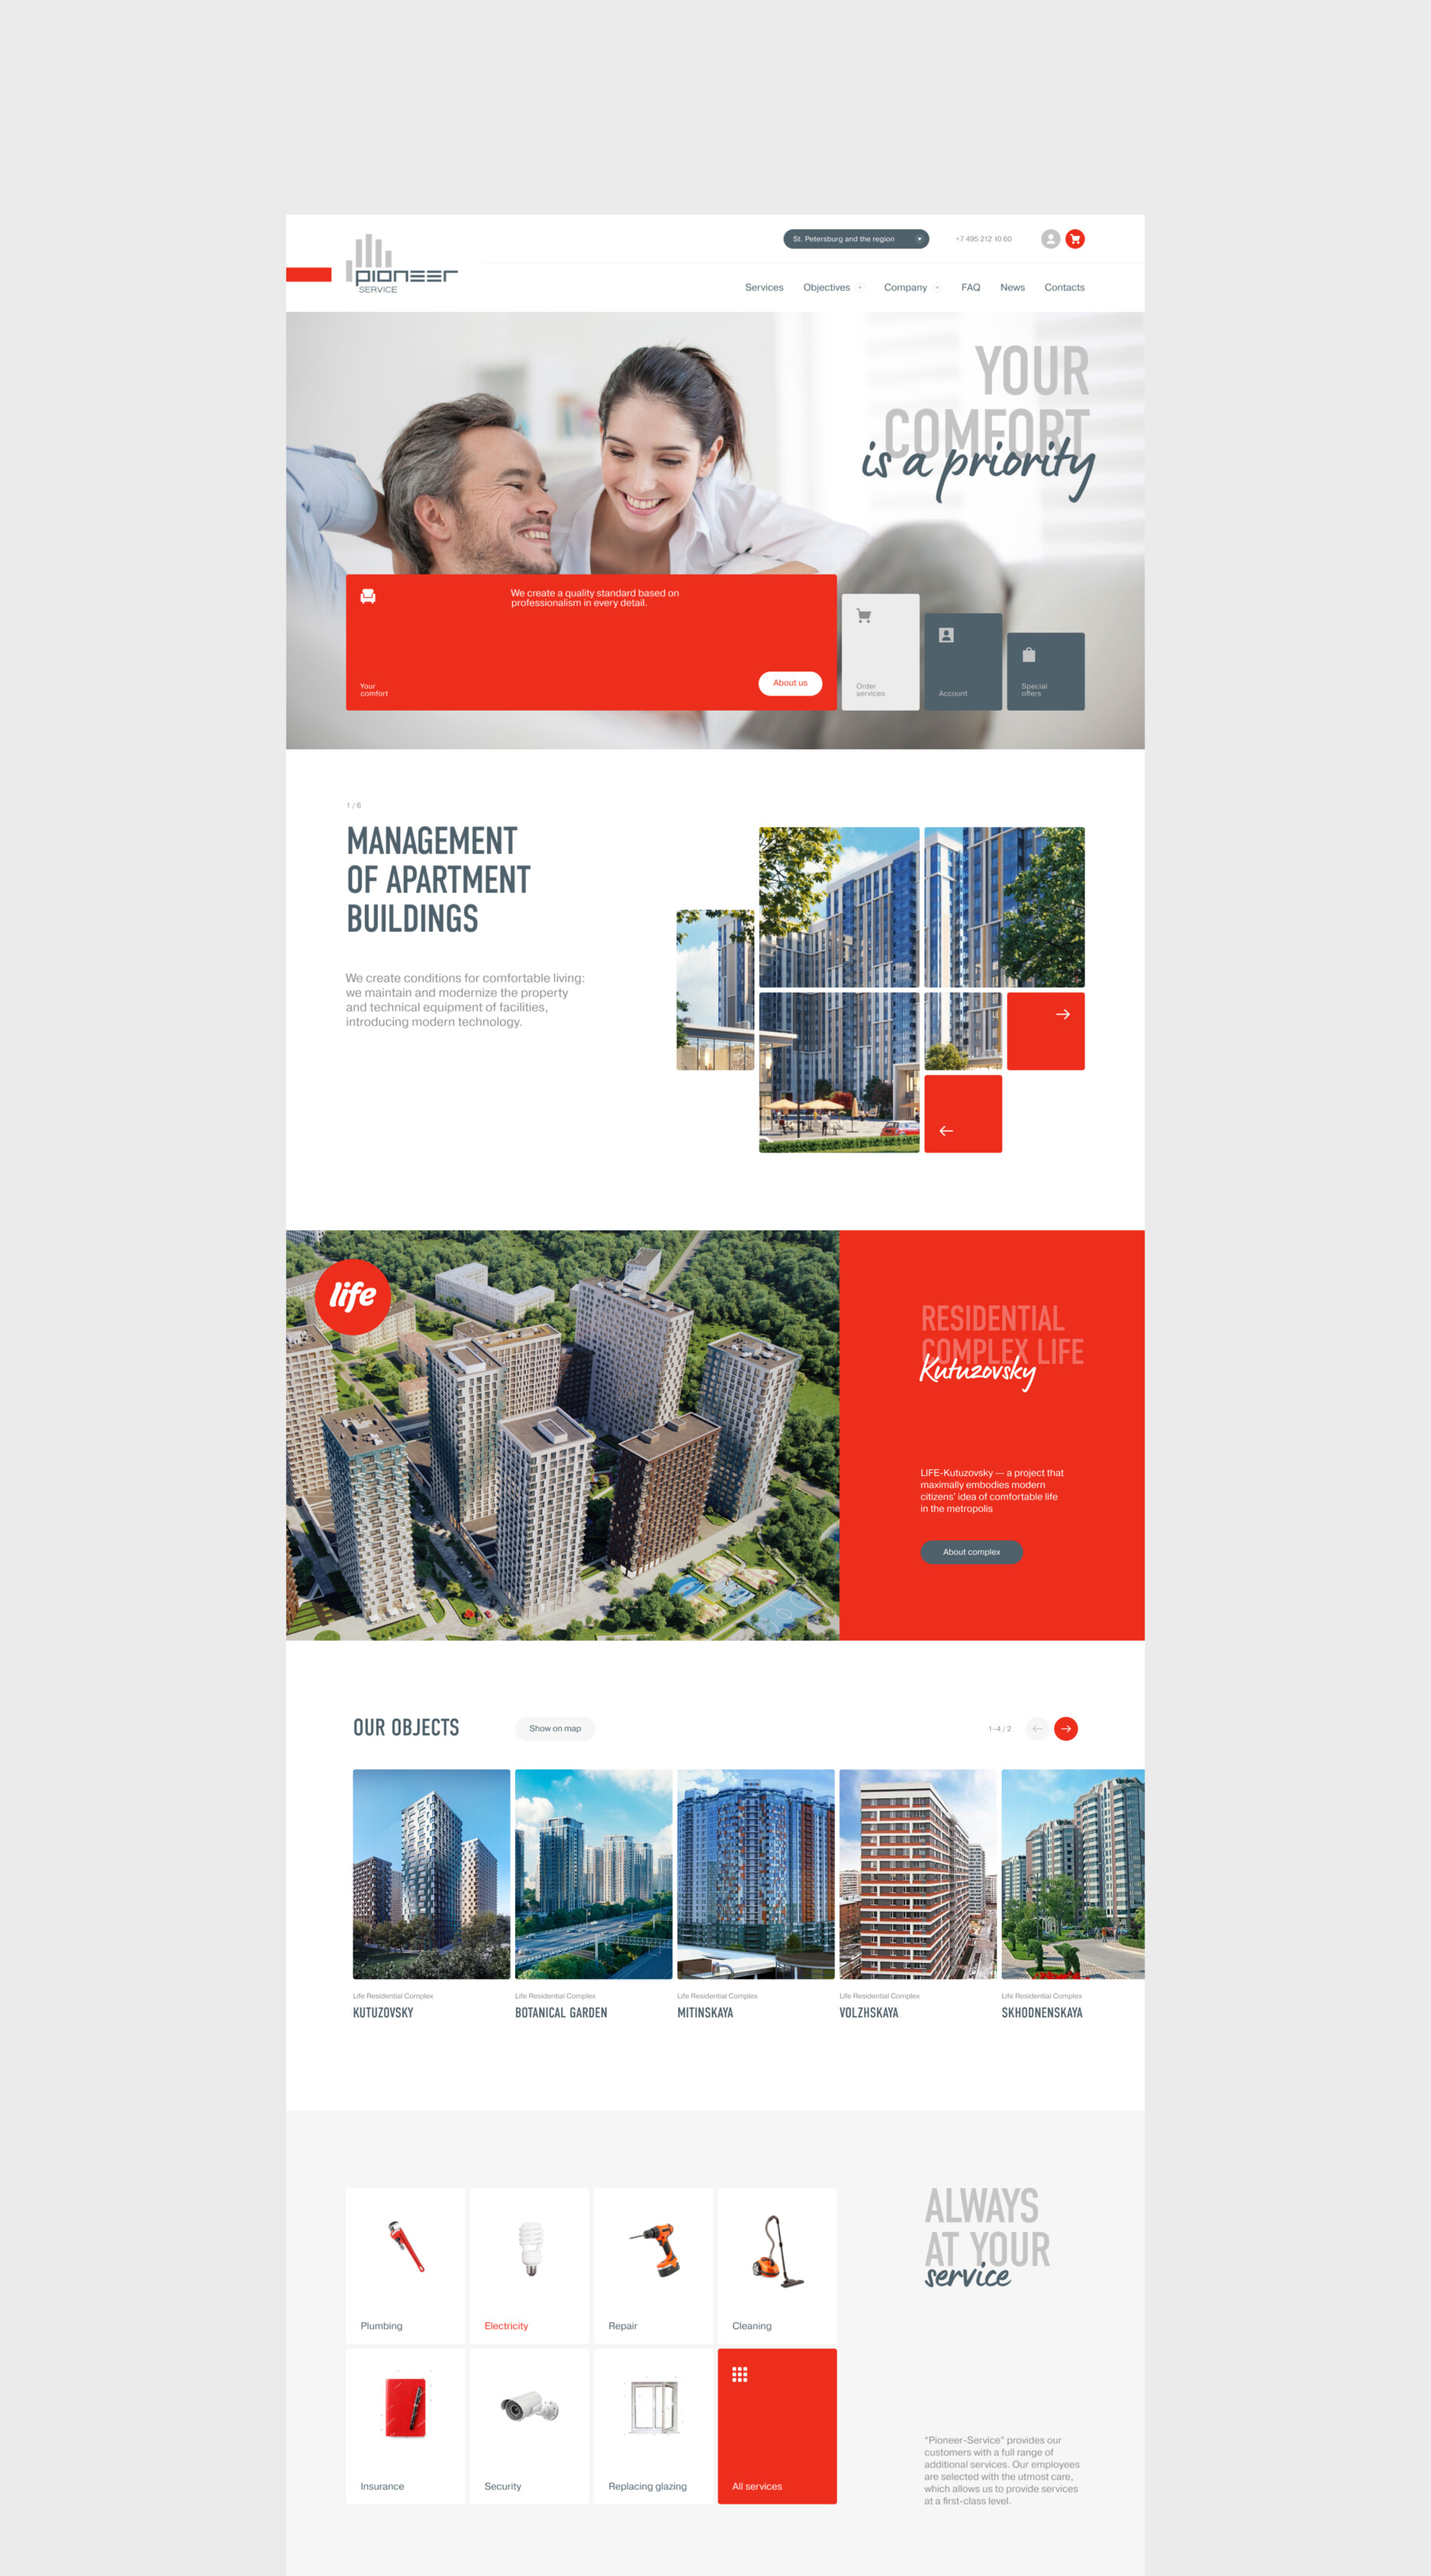 St. Petersburg and the region
+7 495 212 10 60
pioneer
SERVICE
Services
Objectives
Company
FAQ
News
Contacts
YOUR
COMFORT
is a priority
We create a quality standard based on
professionalism in every detail.
Your
comfort
About us
Order
services
Account
Special
offers
1 / 6
MANAGEMENT
OF APARTMENT
BUILDINGS
We create conditions for comfortable living:
we maintain and modernize the property
and technical equipment of facilities,
introducing modern technology.
life
RESIDENTIAL
COMPLEX LIFE
Kutuzovsky
LIFE-Kutuzovsky — a project that
maximally embodies modern
citizens' idea of comfortable life
in the metropolis
About complex
OUR OBJECTS
Show on map
1-4 / 2
Life Residential Complex
KUTUZOVSKY
Life Residential Complex
BOTANICAL GARDEN
Life Residential Complex
MITINSKAYA
Life Residential Complex
VOLZHSKAYA
Life Residential Complex
SKHODNENSKAYA
Plumbing
Electricity
Repair
Cleaning
Insurance
Security
Replacing glazing
All services
ALWAYS
AT YOUR
service
"Pioneer-Service" provides our
customers with a full range of
additional services. Our employees
are selected with the utmost care,
which allows us to provide services
at a first-class level.